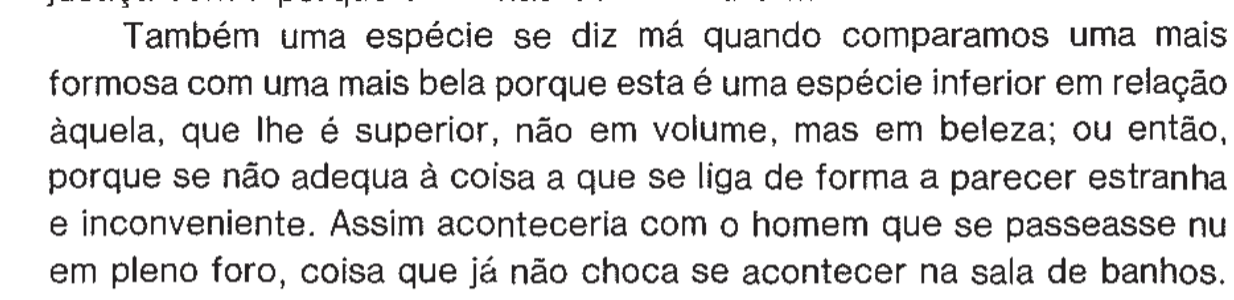 Também uma espécie se diz má quando comparamos uma mais
formosa com uma mais bela porque esta é uma espécie inferior em relação
àquela, que lhe é superior, não em volume, mas em beleza; ou então,
porque se não adequa à coisa a que se liga de forma a parecer estranha
e inconveniente. Assim aconteceria com o homem que se passeasse nu
em pleno foro, coisa que já não choca se acontecer na sala de banhos.